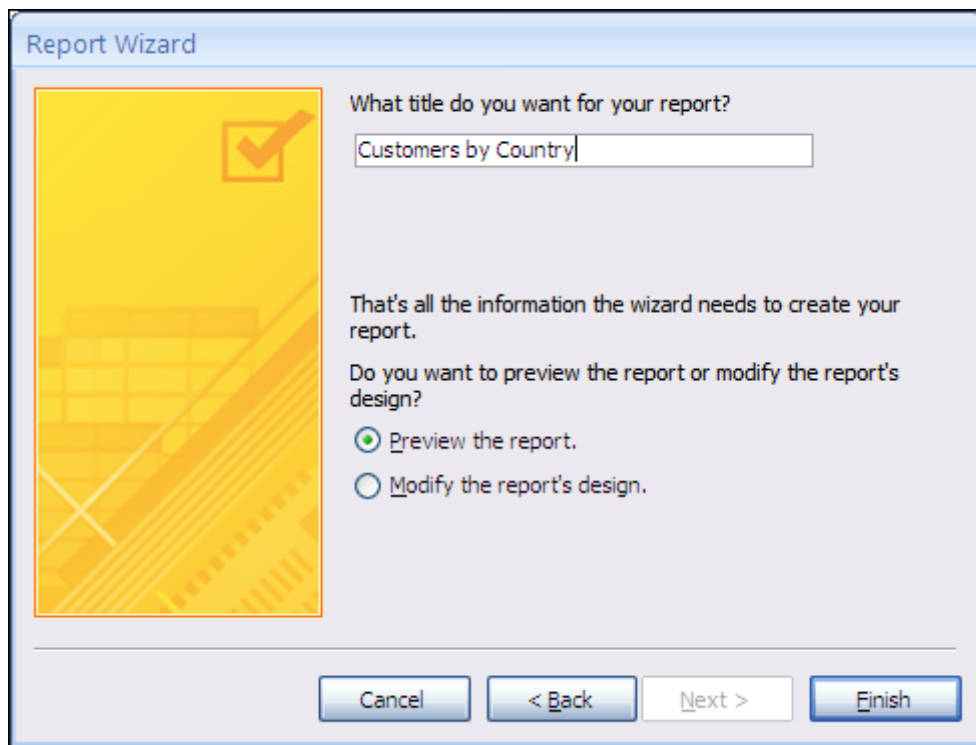 Report Wizard
What title do you want for your report?
Customers by Country
That's all the information the wizard needs to create your
report.
Do you want to preview the report or modify the report's
design?
Preview the report.
Modify the report's design.
Cancel
< Back
Next >
Finish